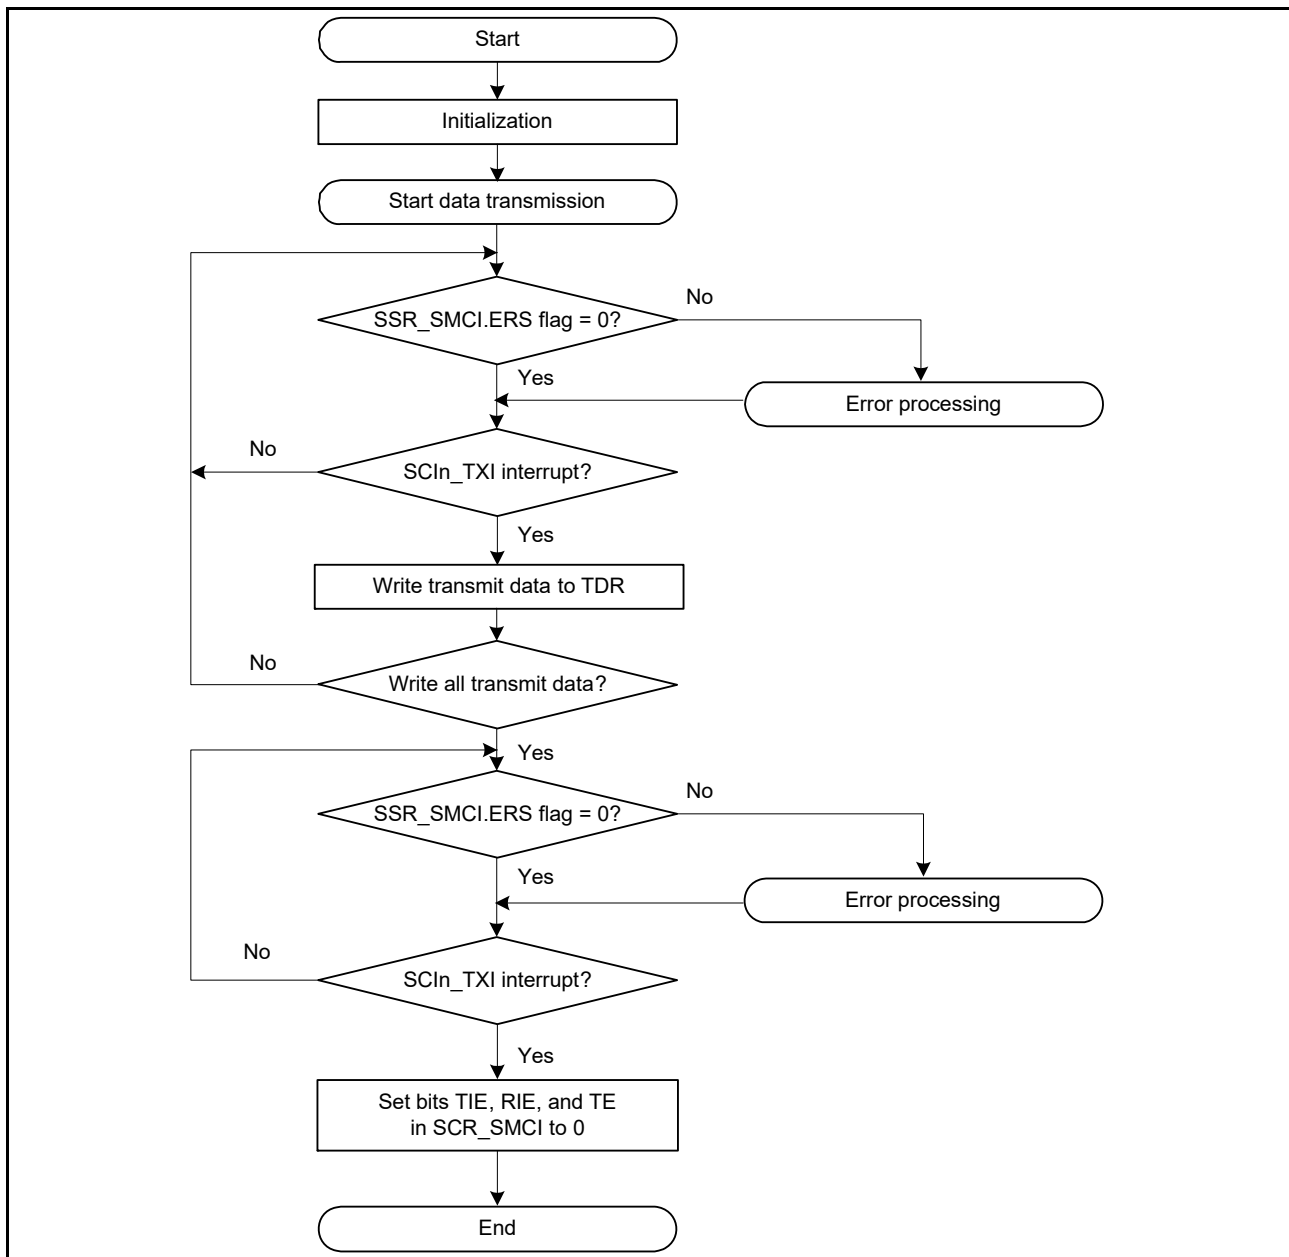 Start
Initialization
Start data transmission
SSR_SMCI.ERS flag = 0?
No
Yes
Error processing
No
SCIn_TXI interrupt?
Yes
Write transmit data to TDR
No
Write all transmit data?
Yes
SSR_SMCI.ERS flag = 0?
No
Yes
Error processing
No
SCIn_TXI interrupt?
Yes
Set bits TIE, RIE, and TE
in SCR_SMCI to 0
End